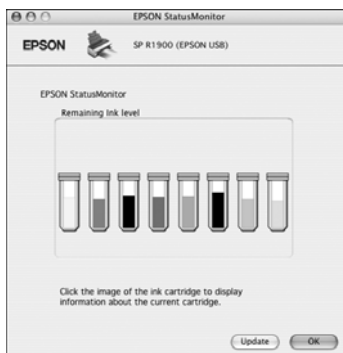 EPSON StatusMonitor
EPSON
SP R1900 (EPSON USB)
EPSON StatusMonitor
Remaining Ink level
Click the image of the ink cartridge to display
information about the current cartridge.
Update
OK